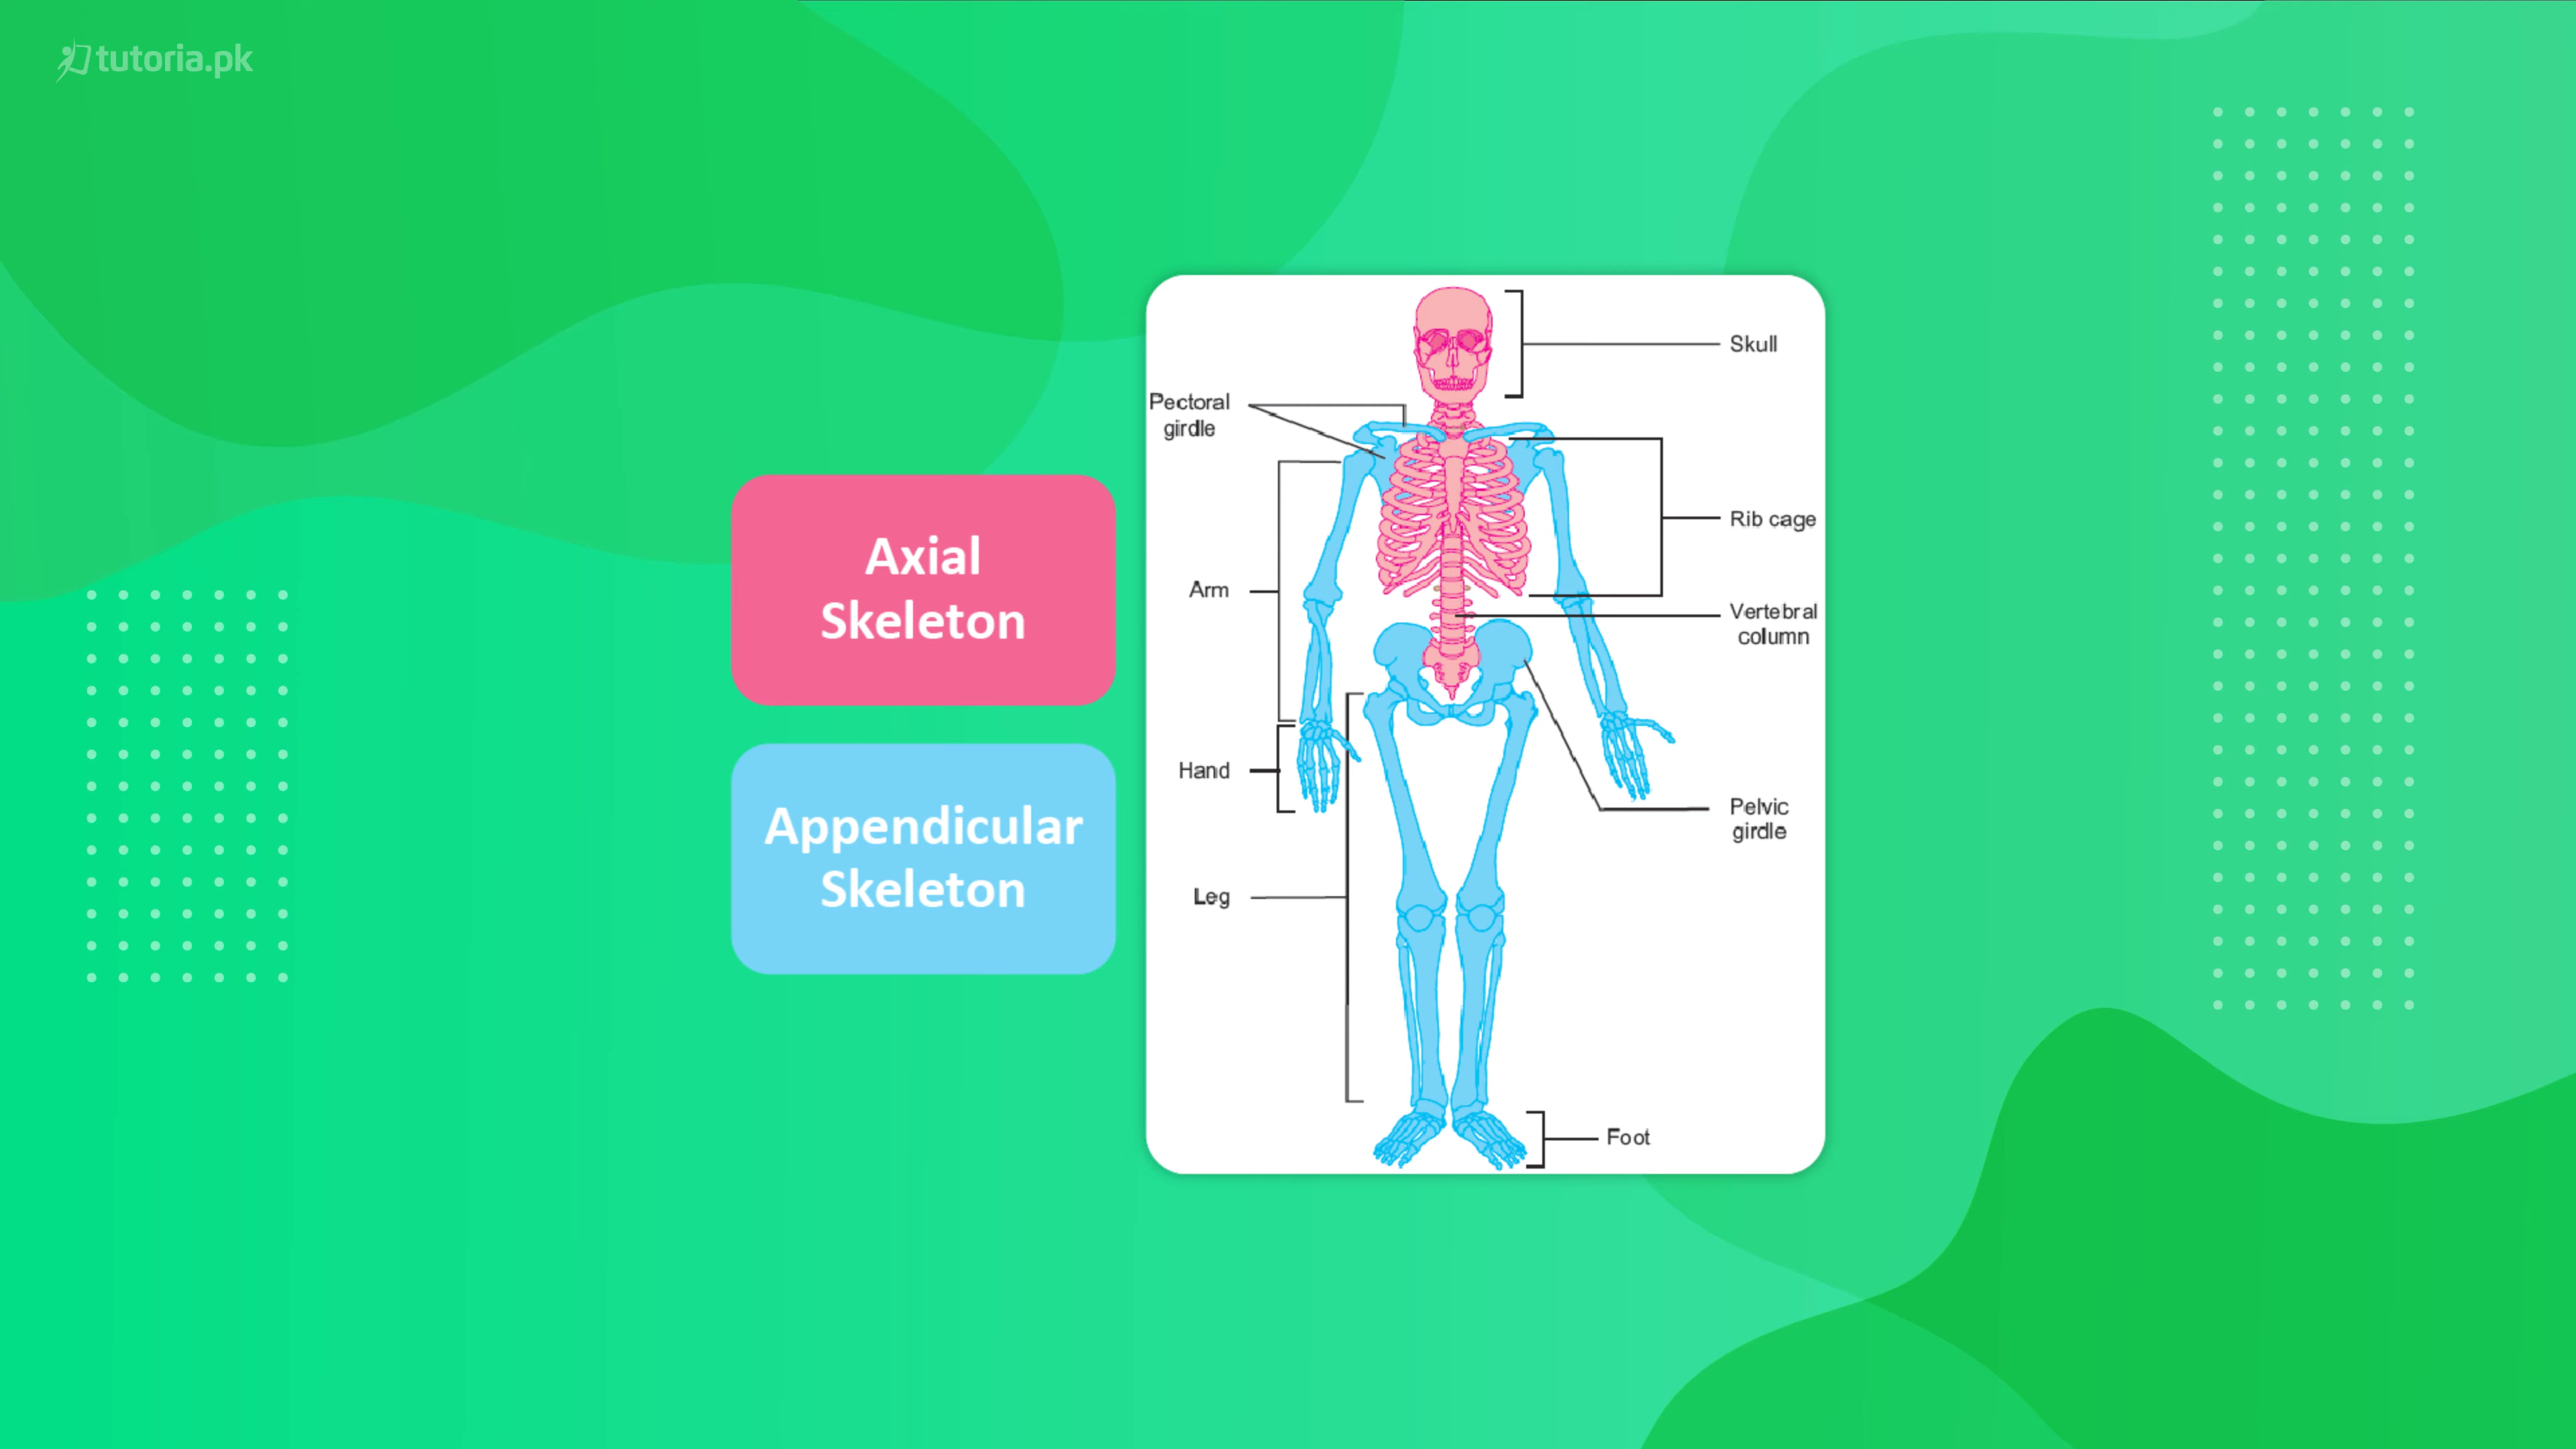 tutoria.pk
Axial
Skeleton
Appendicular
Skeleton
Pectoral
girdle
Arm
Hand
Leg
Skull
Rib cage
Vertebral
column
Pelvic
girdle
Foot